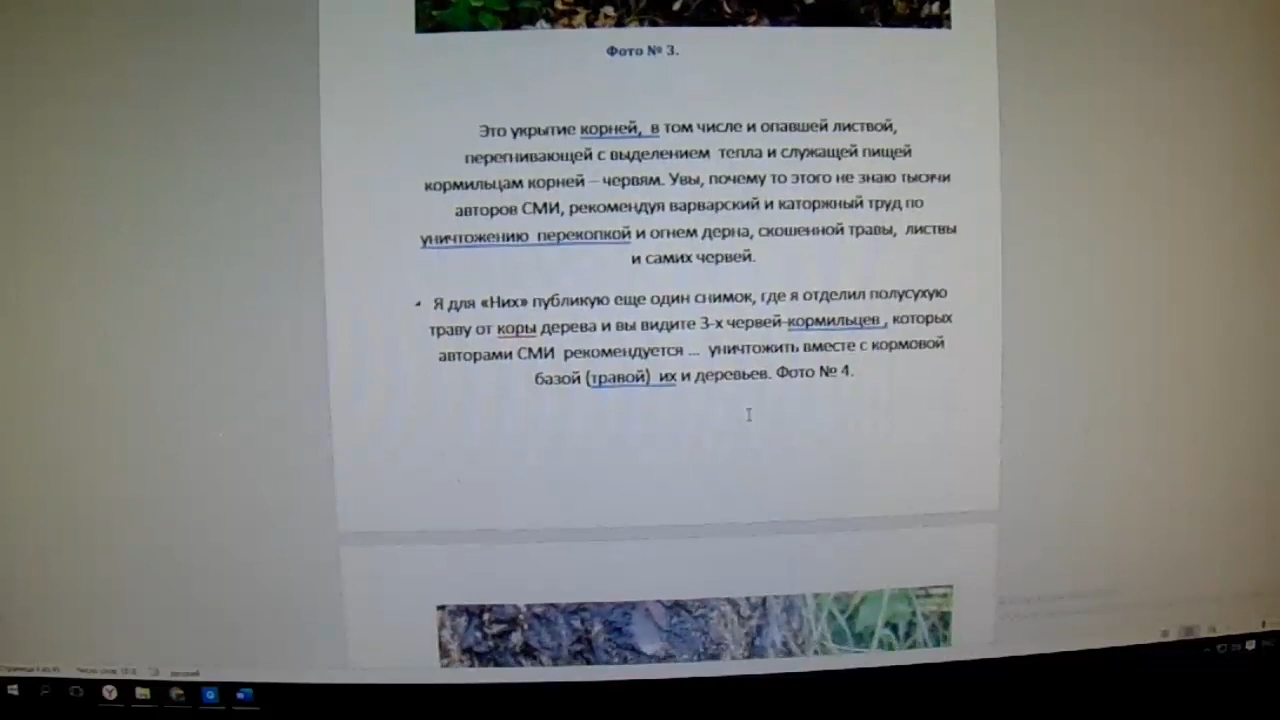 Фото № 3.
Это укрытие корней,  в том числе и опавшей листвой,
перегнивающей с выделением  тепла и служащей пищей
кормильцам корней – червям. Увы, почему то этого не знаю тысячи
авторов СМИ, рекомендуя варварский и каторжный труд по
уничтожению  перекопкой и огнем дерна, скошенной травы,  листвы
и самих червей.
Я для «Них» публикую еще один снимок, где я отделил полусухую
траву от коры дерева и вы видите 3-х червей-кормильцев , которых
авторами СМИ  рекомендуется ...  уничтожить вместе с кормовой
базой (травой)  их и деревьев. Фото № 4.